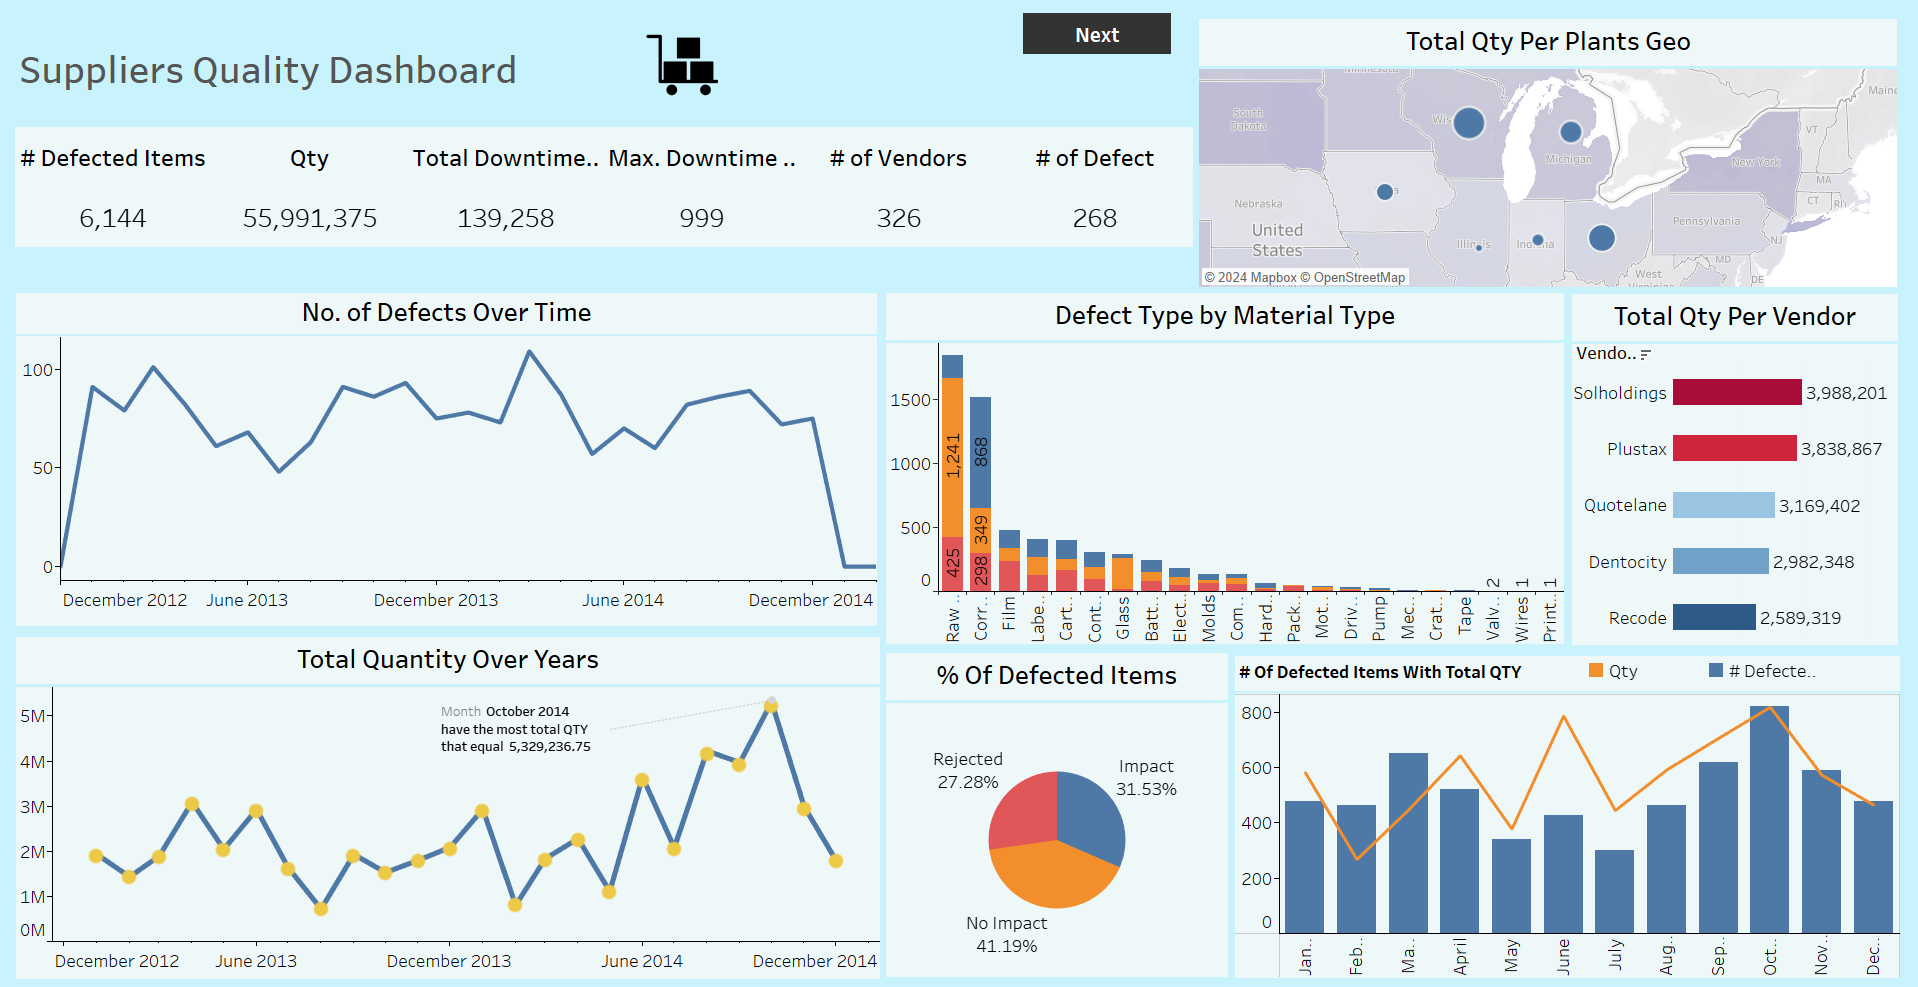 Suppliers Quality Dashboard
Next
# Defected Items
Qty
Total Downtime..
Max. Downtime ..
# of Vendors
# of Defect
6,144
55,991,375
139,258
999
326
268
Total Qty Per Plants Geo
Minnesota
South
Dakota
Michigan
New York
Maine
VT
MA
CT
Nebraska
United
States
Illinois
Indiana
Pennsylvania
NJ
MD
DE
West
Virginia
© 2024 Mapbox © OpenStreetMap
No. of Defects Over Time
100
50
0
December 2012
June 2013
December 2013
June 2014
December 2014
Defect Type by Material Type
1500
1000
500
0
1,241
425
868
349
298
2
1
1
Raw ..
Corr..
Film
Labe..
Cart..
Cont..
Glass
Batt..
Elect..
Molds
Com..
Hard..
Pack..
Mot..
Driv..
Pump
Mec..
Crat..
Tape
Valv..
Wires
Print..
Total Qty Per Vendor
Vendo..
Solholdings 3,988,201
Plustax 3,838,867
Quotelane 3,169,402
Dentocity 2,982,348
Recode 2,589,319
Total Quantity Over Years
5M
4M
3M
2M
1M
0M
Month October 2014
have the most total QTY
that equal 5,329,236.75
December 2012
June 2013
December 2013
June 2014
December 2014
% Of Defected Items
Rejected
27.28%
Impact
31.53%
No Impact
41.19%
# Of Defected Items With Total QTY
Qty
# Defecte..
800
600
400
200
0
Jan..
Feb..
Ma..
April
May
June
July
Aug..
Sep..
Oct..
Nov..
Dec..